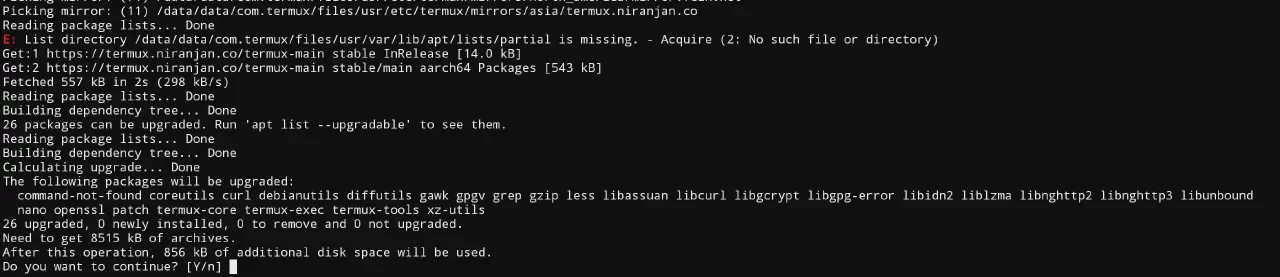 Picking mirror: (11) /data/data/com.termux/files/usr/etc/termux/mirrors/asia/termux.niranjan.co
Reading package lists... Done
E: List directory /data/data/com.termux/files/usr/var/lib/apt/lists/partial is missing. - Acquire (2: No such file or directory)
Get:1 https://termux.niranjan.co/termux-main stable InRelease [14.0 kB]
Get:2 https://termux.niranjan.co/termux-main stable/main aarch64 Packages [543 kB]
Fetched 557 kB in 2s (298 kB/s)
Reading package lists... Done
Building dependency tree... Done
26 packages can be upgraded. Run 'apt list --upgradable' to see them.
Reading package lists... Done
Building dependency tree... Done
Calculating upgrade... Done
The following packages will be upgraded:
command-not-found coreutils curl debianutils diffutils gawk gpgv grep gzip less libassuan libcurl libgcrypt libgpg-error libidn2 liblzma libnghttp2 libnghttp3 libunbound
nano openssl patch termux-core termux-exec termux-tools xz-utils
26 upgraded, 0 newly installed, 0 to remove and 0 not upgraded.
Need to get 8515 kB of archives.
After this operation, 856 kB of additional disk space will be used.
Do you want to continue? [Y/n]